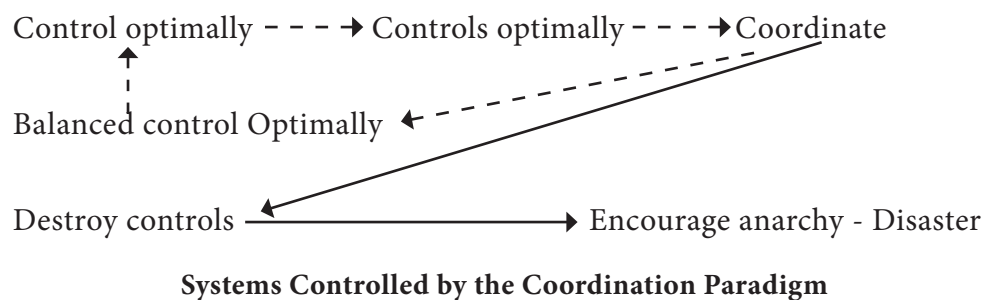 Control optimally Controls optimally Coordinate
Balanced control Optimally
Destroy controls Encourage anarchy - Disaster
Systems Controlled by the Coordination Paradigm